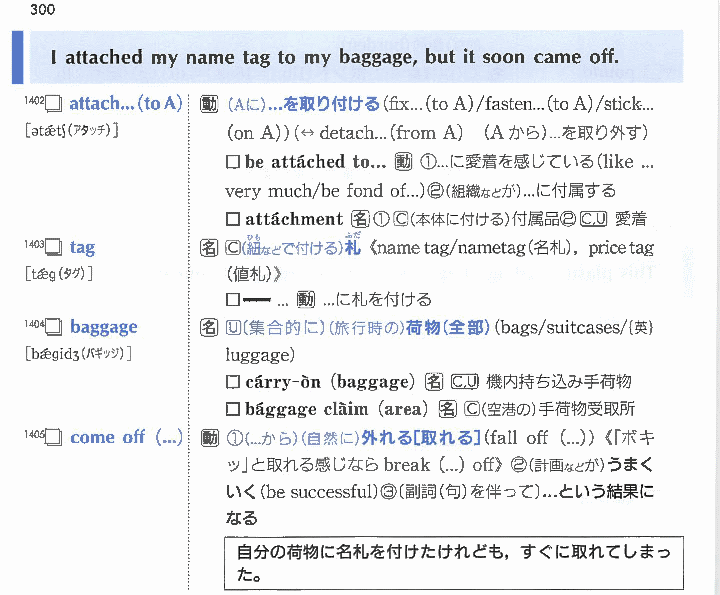 300
I attached my name tag to my baggage, but it soon came off.
1402□ attach...(to A) 動 (Aに)...を取り付ける(fix...(to A)/fasten...(to A)/stick...
[ətǽtʃ(アタッチ)] (on A))(↔ detach...(from A) (Aから)...を取り外す)
□ be attáched to... 動 ①...に愛着を感じている(like ...
very much/be fond of...)②(組織などが)...に付属する
□ attáchment 名①Ⓒ(本体に付ける)付属品②C,U 愛着
1403□ tag 名 Ⓒ(紐(ひも)などで付ける)札(ふだ)《name tag/nametag(名札), price tag
[tǽg(タグ)] (値札)》
□━ ... 動 ...に札を付ける
1404□ baggage 名 U(集合的に)(旅行時の)荷物(全部)(bags/suitcases/{英}
[bǽgidʒ(バギッジ)] luggage)
□ cárry-òn (baggage) 名 C,U 機内持ち込み手荷物
□ bággage clàim (area) 名 Ⓒ(空港の)手荷物受取所
1405□ come off (...) 動 ①(...から)(自然に)外れる[取れる](fall off (...))《「ボキ
ッ」と取れる感じなら break (...) off》②(計画などが)うまく
いく(be successful)③(副詞(句)を伴って)...という結果に
なる
自分の荷物に名札を付けたけれども，すぐに取れてしまっ
た。